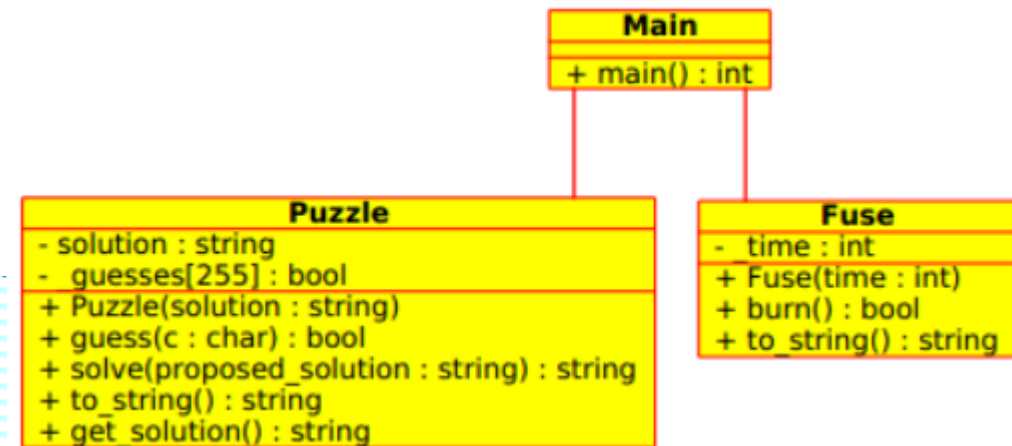 Main
+ main() : int
Puzzle
- solution : string
- _guesses[255] : bool
+ Puzzle(solution : string)
+ guess(c : char) : bool
+ solve(proposed_solution : string) : string
+ to_string() : string
+ get_solution() : string
Fuse
- _time : int
+ Fuse(time : int)
+ burn() : bool
+ to_string() : string